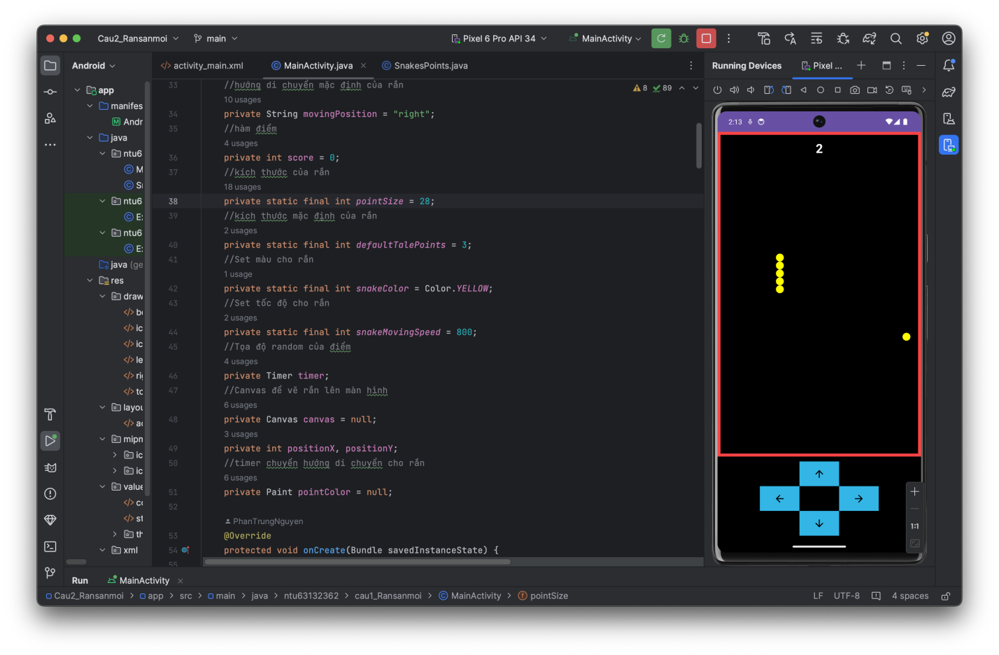 Cau2_Ransanmoi
main
Pixel 6 Pro API 34
MainActivity
Android
activity_main.xml
MainActivity.java
SnakesPoints.java
Running Devices
Pixel ...
app
manifes
Andr
java
ntu6
M
Sr
ntu6
E:
ntu6
E:
java (ge
res
draw
be
ic
ic
le
ri
to
layou
ac
mipn
ic
ic
value
co
st
th
xml
8
89
33 //hướng di chuyển mặc định của rắn
10 usages
34 private String movingPosition = "right";
35 //hàm điểm
4 usages
36 private int score = 0;
37 //kích thước của rắn
18 usages
38 private static final int pointSize = 28;
39 //kích thước mặc định của rắn
2 usages
40 private static final int defaultTalePoints = 3;
41 //Set màu cho rắn
1 usage
42 private static final int snakeColor = Color.YELLOW;
43 //Set tốc độ cho rắn
2 usages
44 private static final int snakeMovingSpeed = 800;
45 //Tọa độ random của điểm
4 usages
46 private Timer timer;
47 //Canvas để vẽ rắn lên màn hình
6 usages
48 private Canvas canvas = null;
3 usages
49 private int positionX, positionY;
50 //timer chuyển hướng di chuyển cho rắn
6 usages
51 private Paint pointColor = null;
52
PhanTrungNguyen
53 @Override
54 protected void onCreate(Bundle savedInstanceState) {
55
2:13
2
1:1
Run
MainActivity
Cau2_Ransanmoi > app > src > main > java > ntu63132362 > cau1_Ransanmoi > MainActivity > pointSize
LF UTF-8 4 spaces